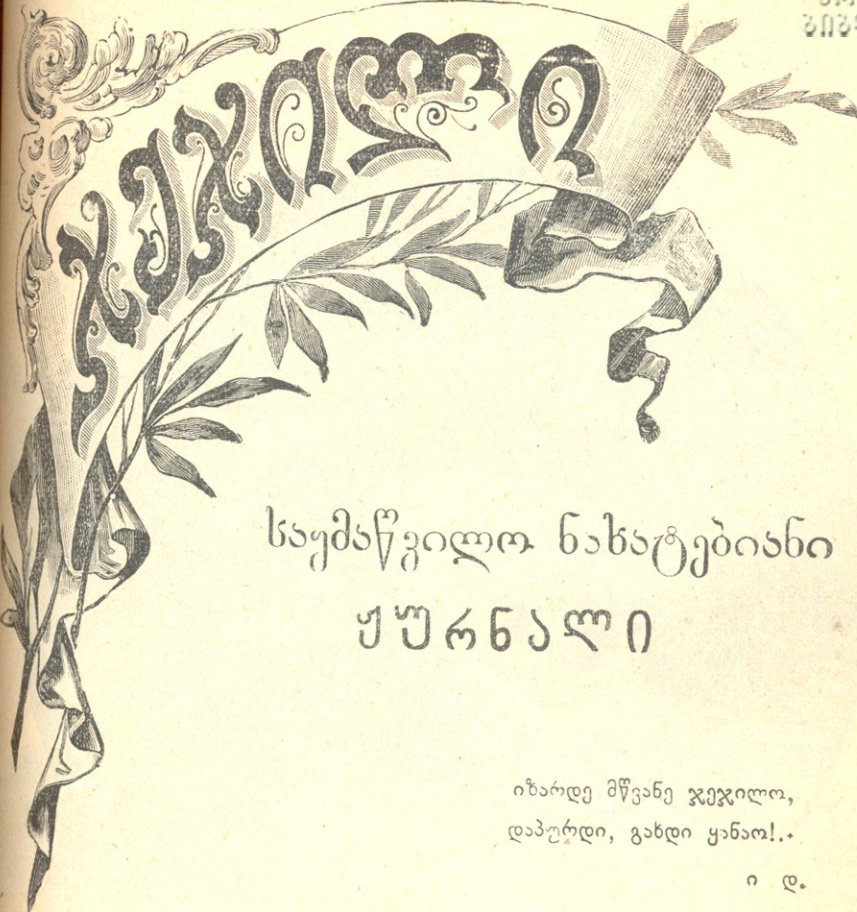 ჯეჯილი
საყმაწვილო ნახატებიანი
ჟურნალი
იზარდე მწვანე ჯეჯილო,
დაპურდი, გახდი ყანაო!..
ი დ.